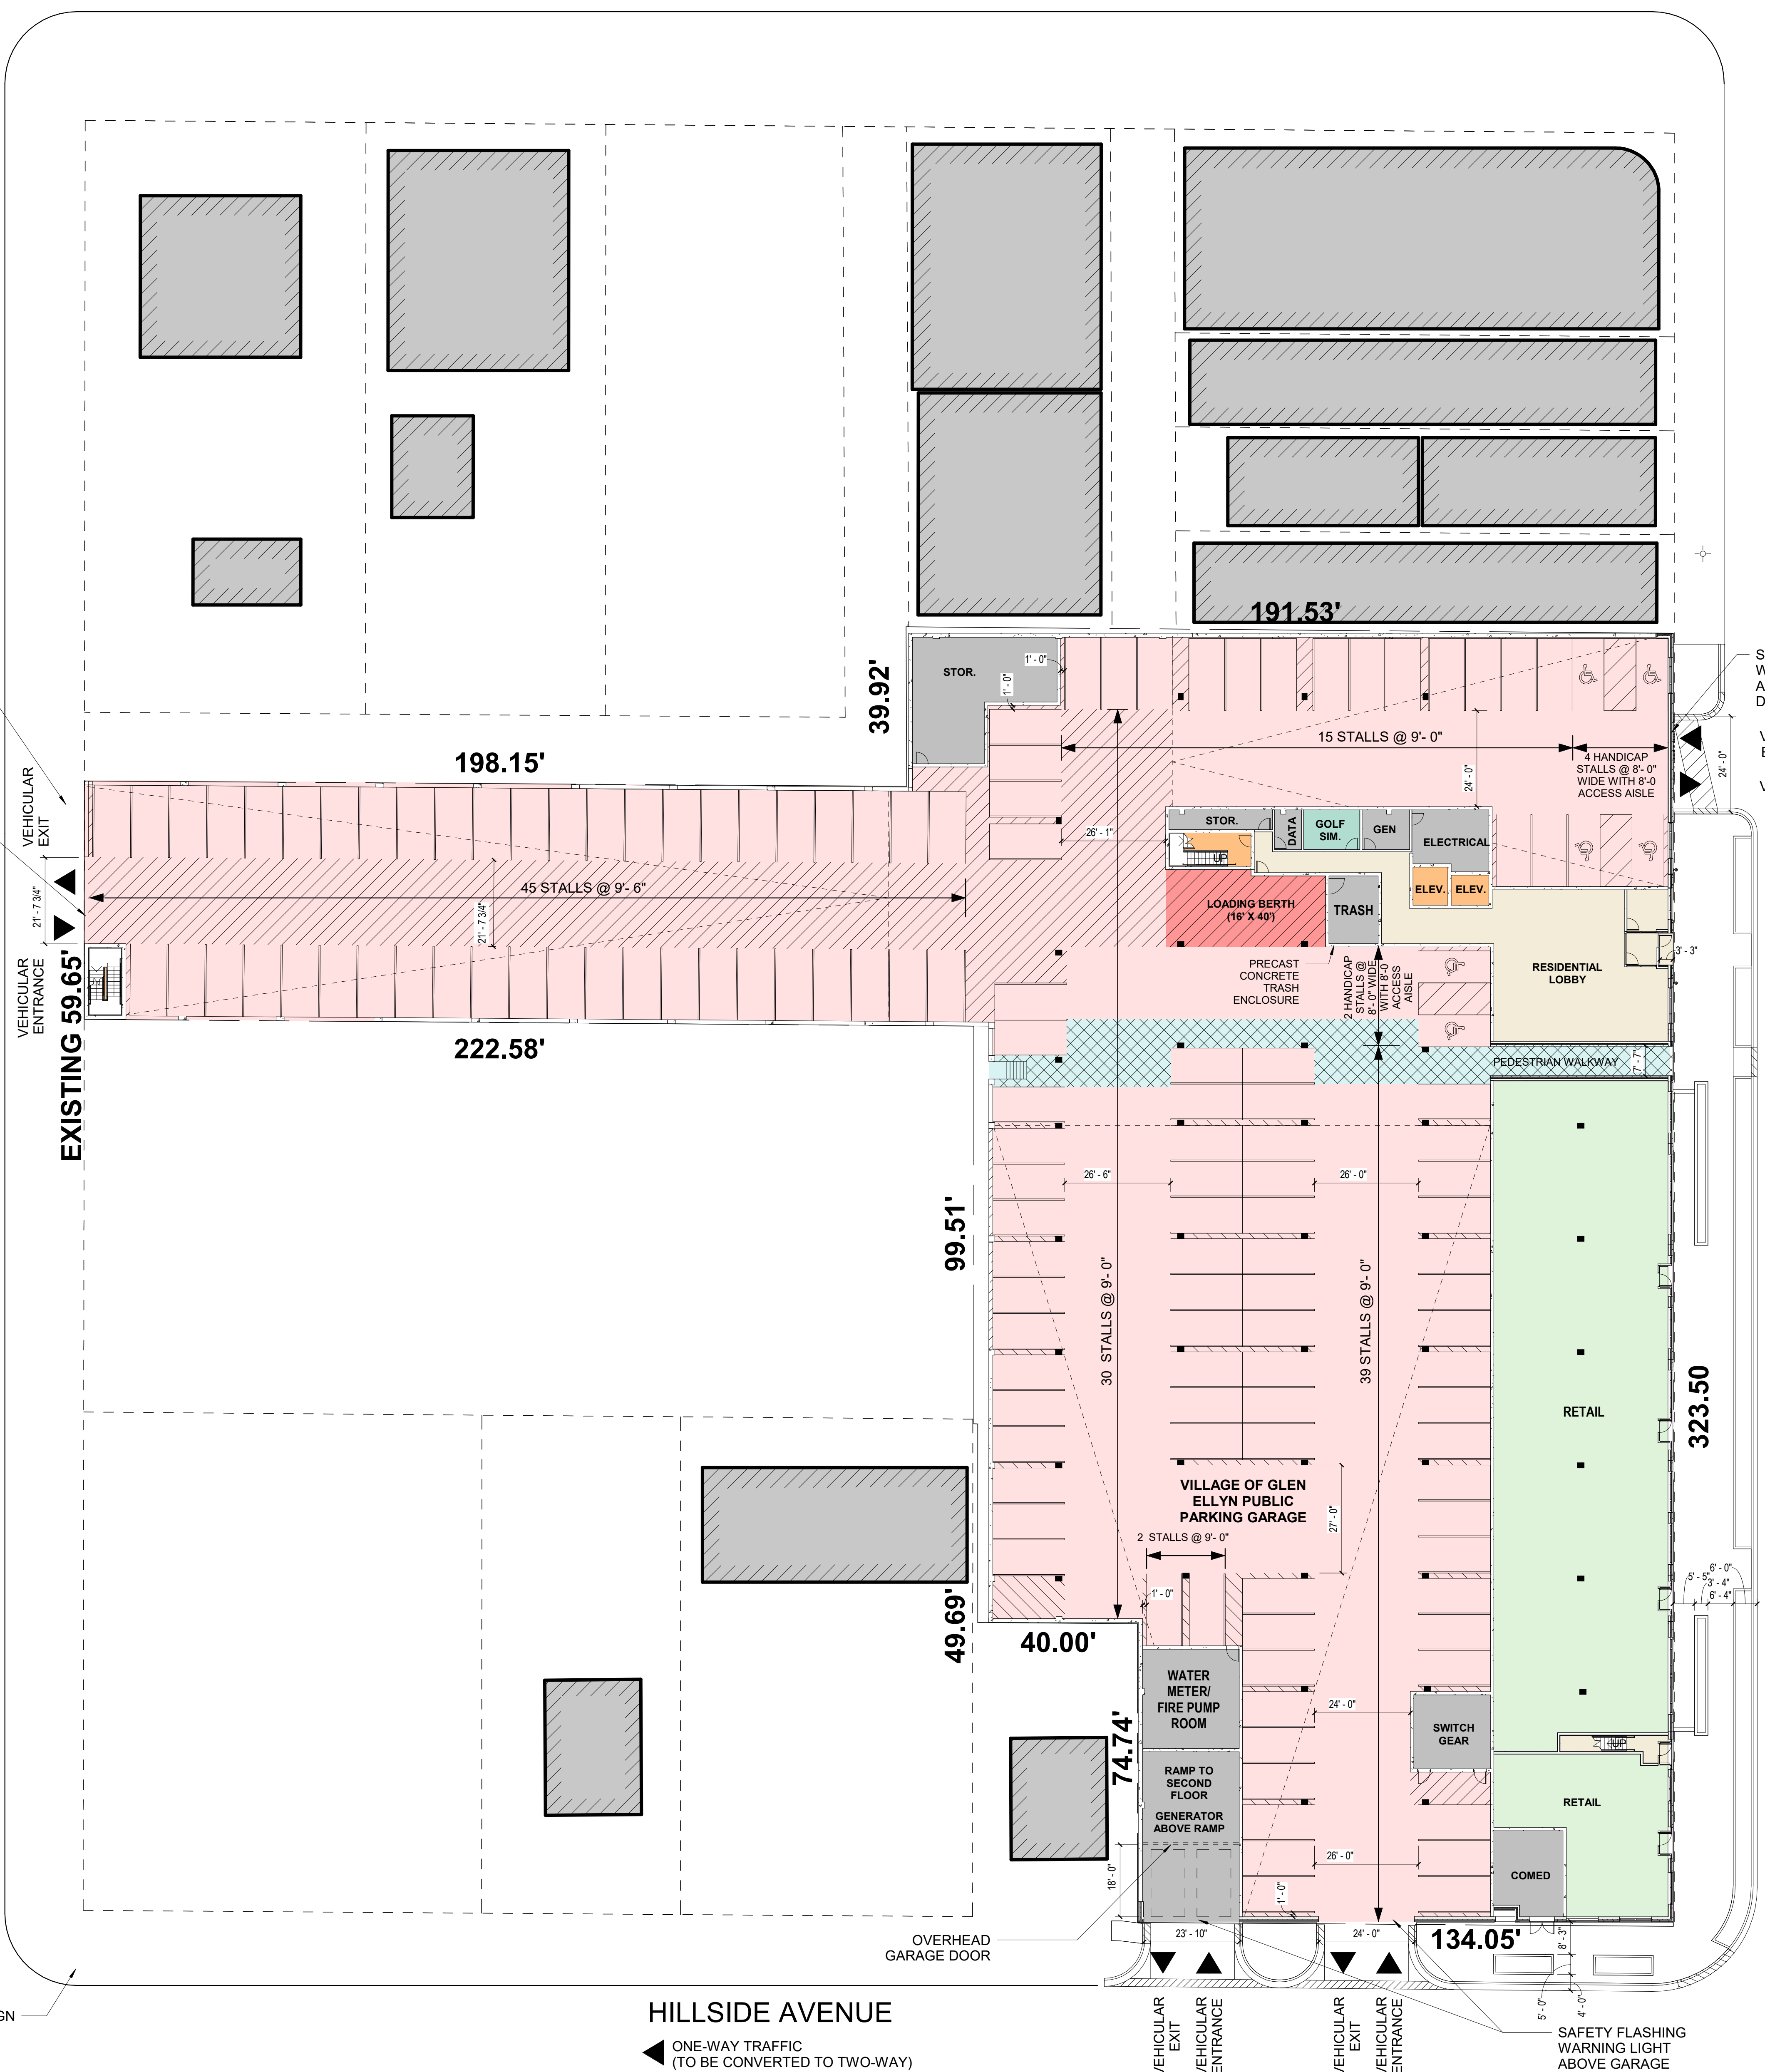 191.53'
39.92'
STOR.
1' - 0"
1' - 0"
15 STALLS @ 9'- 0"
4 HANDICAP
STALLS @ 8'- 0"
WIDE WITH 8'-0
ACCESS AISLE
24' - 0"
24' - 0"
198.15'
VEHICULAR
EXIT
21' - 7 3/4"
45 STALLS @ 9'- 6"
21' - 7 3/4"
26' - 1"
STOR.
DATA
GOLF
SIM.
GEN
ELECTRICAL
UP
ELEV.
ELEV.
LOADING BERTH
(16' X 40')
TRASH
PRECAST
CONCRETE
TRASH
ENCLOSURE
2 HANDICAP
STALLS @
8'- 0" WIDE
WITH 8'-0
ACCESS
AISLE
RESIDENTIAL
LOBBY
3' - 3"
VEHICULAR
ENTRANCE
EXISTING 59.65'
222.58'
PEDESTRIAN WALKWAY
7' - 7"
99.51'
26' - 6"
26' - 0"
30 STALLS @ 9'- 0"
39 STALLS @ 9'- 0"
RETAIL
323.50
VILLAGE OF GLEN
ELLYN PUBLIC
PARKING GARAGE
27' - 0"
2 STALLS @ 9'- 0"
1' - 0"
5' - 5"
6' - 0"
3' - 4"
6' - 4"
49.69'
40.00'
WATER
METER/
FIRE PUMP
ROOM
24' - 0"
SWITCH
GEAR
UP
74.74'
RAMP TO
SECOND
FLOOR
GENERATOR
ABOVE RAMP
RETAIL
18' - 0"
26' - 0"
1' - 0"
COMED
OVERHEAD
GARAGE DOOR
23' - 10"
24' - 0"
134.05'
8' - 3"
5' - 0"
4' - 0"
HILLSIDE AVENUE
ONE-WAY TRAFFIC
(TO BE CONVERTED TO TWO-WAY)
VEHICULAR
EXIT
VEHICULAR
ENTRANCE
VEHICULAR
EXIT
VEHICULAR
ENTRANCE
SAFETY FLASHING
WARNING LIGHT
ABOVE GARAGE